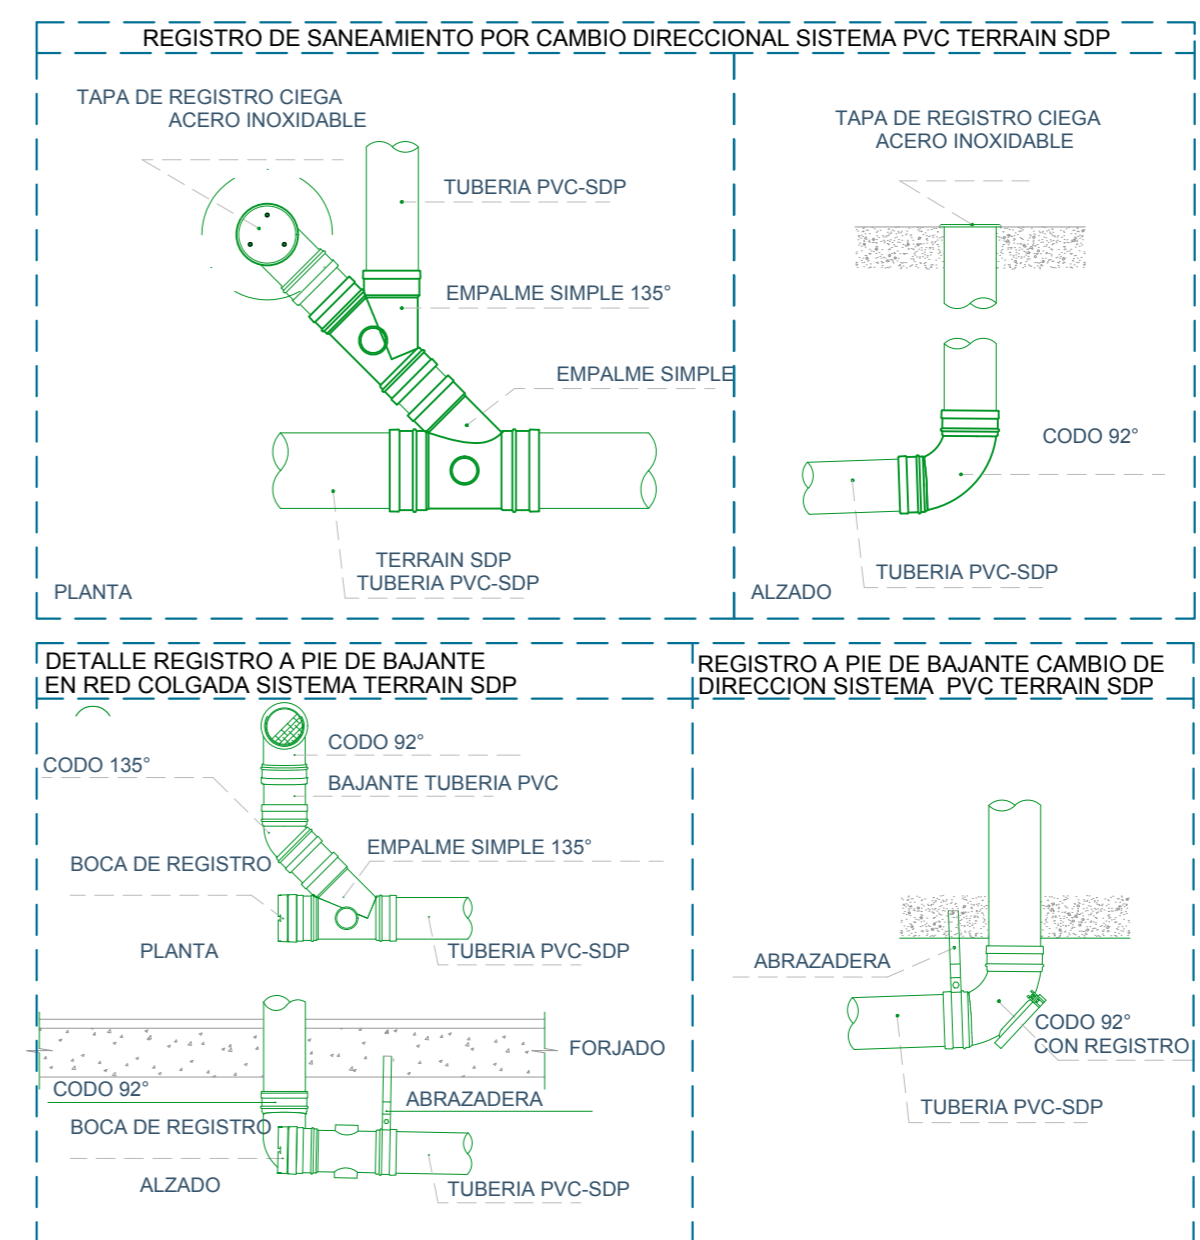 REGISTRO DE SANEAMIENTO POR CAMBIO DIRECCIONAL SISTEMA PVC TERRAIN SDP
TAPA DE REGISTRO CIEGA
ACERO INOXIDABLE
TUBERIA PVC-SDP
EMPALME SIMPLE 135°
EMPALME SIMPLE
TERRAIN SDP
TUBERIA PVC-SDP
PLANTA
TAPA DE REGISTRO CIEGA
ACERO INOXIDABLE
CODO 92°
TUBERIA PVC-SDP
ALZADO
DETALLE REGISTRO A PIE DE BAJANTE
EN RED COLGADA SISTEMA TERRAIN SDP
CODO 92°
CODO 135°
BAJANTE TUBERIA PVC
EMPALME SIMPLE 135°
BOCA DE REGISTRO
PLANTA
TUBERIA PVC-SDP
FORJADO
CODO 92°
ABRAZADERA
BOCA DE REGISTRO
ALZADO
TUBERIA PVC-SDP
REGISTRO A PIE DE BAJANTE CAMBIO DE
DIRECCION SISTEMA PVC TERRAIN SDP
ABRAZADERA
CODO 92°
CON REGISTRO
TUBERIA PVC-SDP